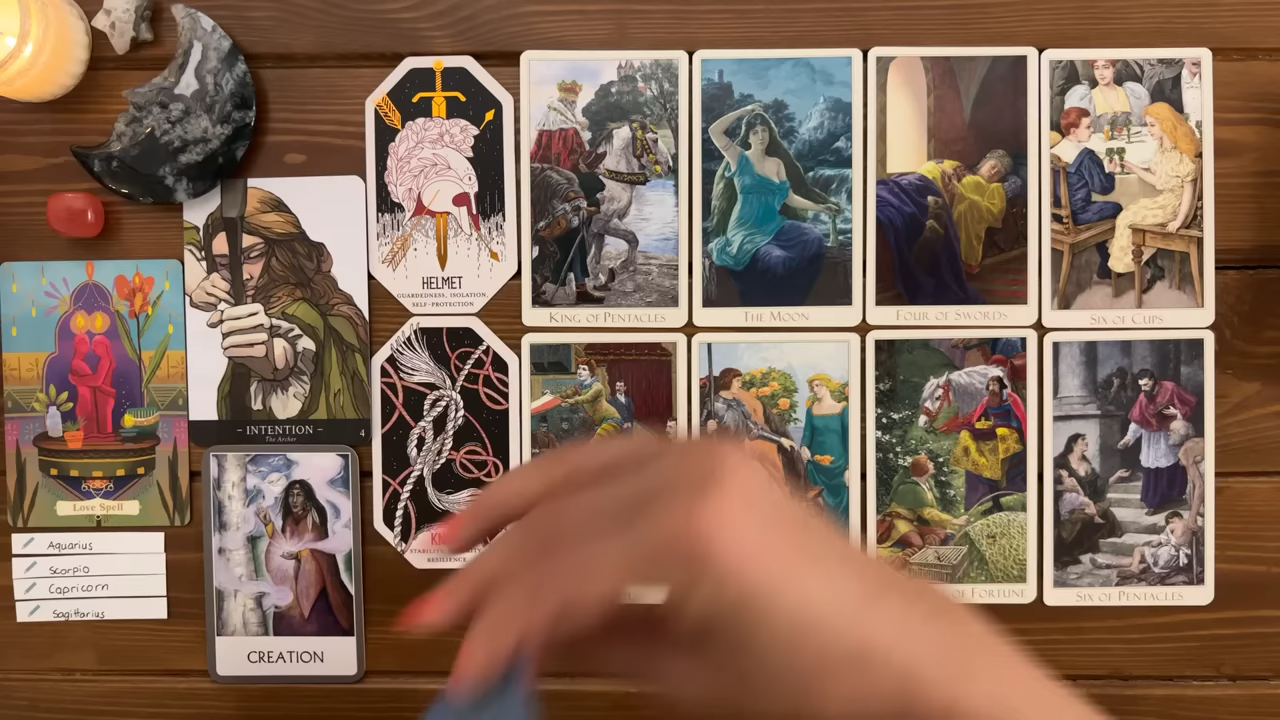 HELMET
GUARDEDNESS, ISOLATION,
SELF-PROTECTION
KING OF PENTACLES
THE MOON
FOUR OF SWORDS
SIX OF CUPS
- INTENTION -
The Archer
4
Love Spell
RESILIENCE
OF FORTUNE
SIX OF PENTACLES
Aquarius
Scorpio
Capricorn
Sagittarius
CREATION